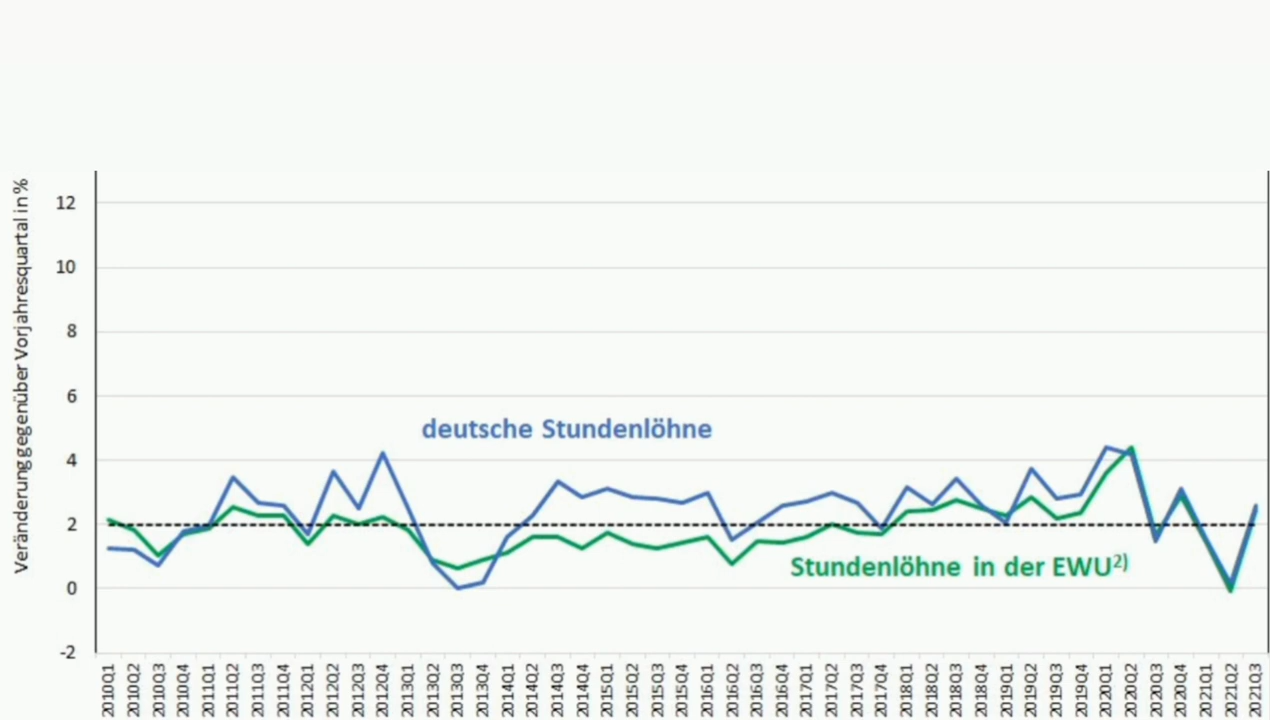 Veränderung gegenüber Vorjahresquartal in %
12
10
8
6
4
2
0
-2
deutsche Stundenlöhne
Stundenlöhne in der EWU2)
2010Q1
2010Q2
2010Q3
2010Q4
2011Q1
2011Q2
2011Q3
2011Q4
2012Q1
2012Q2
2012Q3
2012Q4
2013Q1
2013Q2
2013Q3
2013Q4
2014Q1
2014Q2
2014Q3
2014Q4
2015Q1
2015Q2
2015Q3
2015Q4
2016Q1
2016Q2
2016Q3
2016Q4
2017Q1
2017Q2
2017Q3
2017Q4
2018Q1
2018Q2
2018Q3
2018Q4
2019Q1
2019Q2
2019Q3
2019Q4
2020Q1
2020Q2
2020Q3
2020Q4
2021Q1
2021Q2
2021Q3